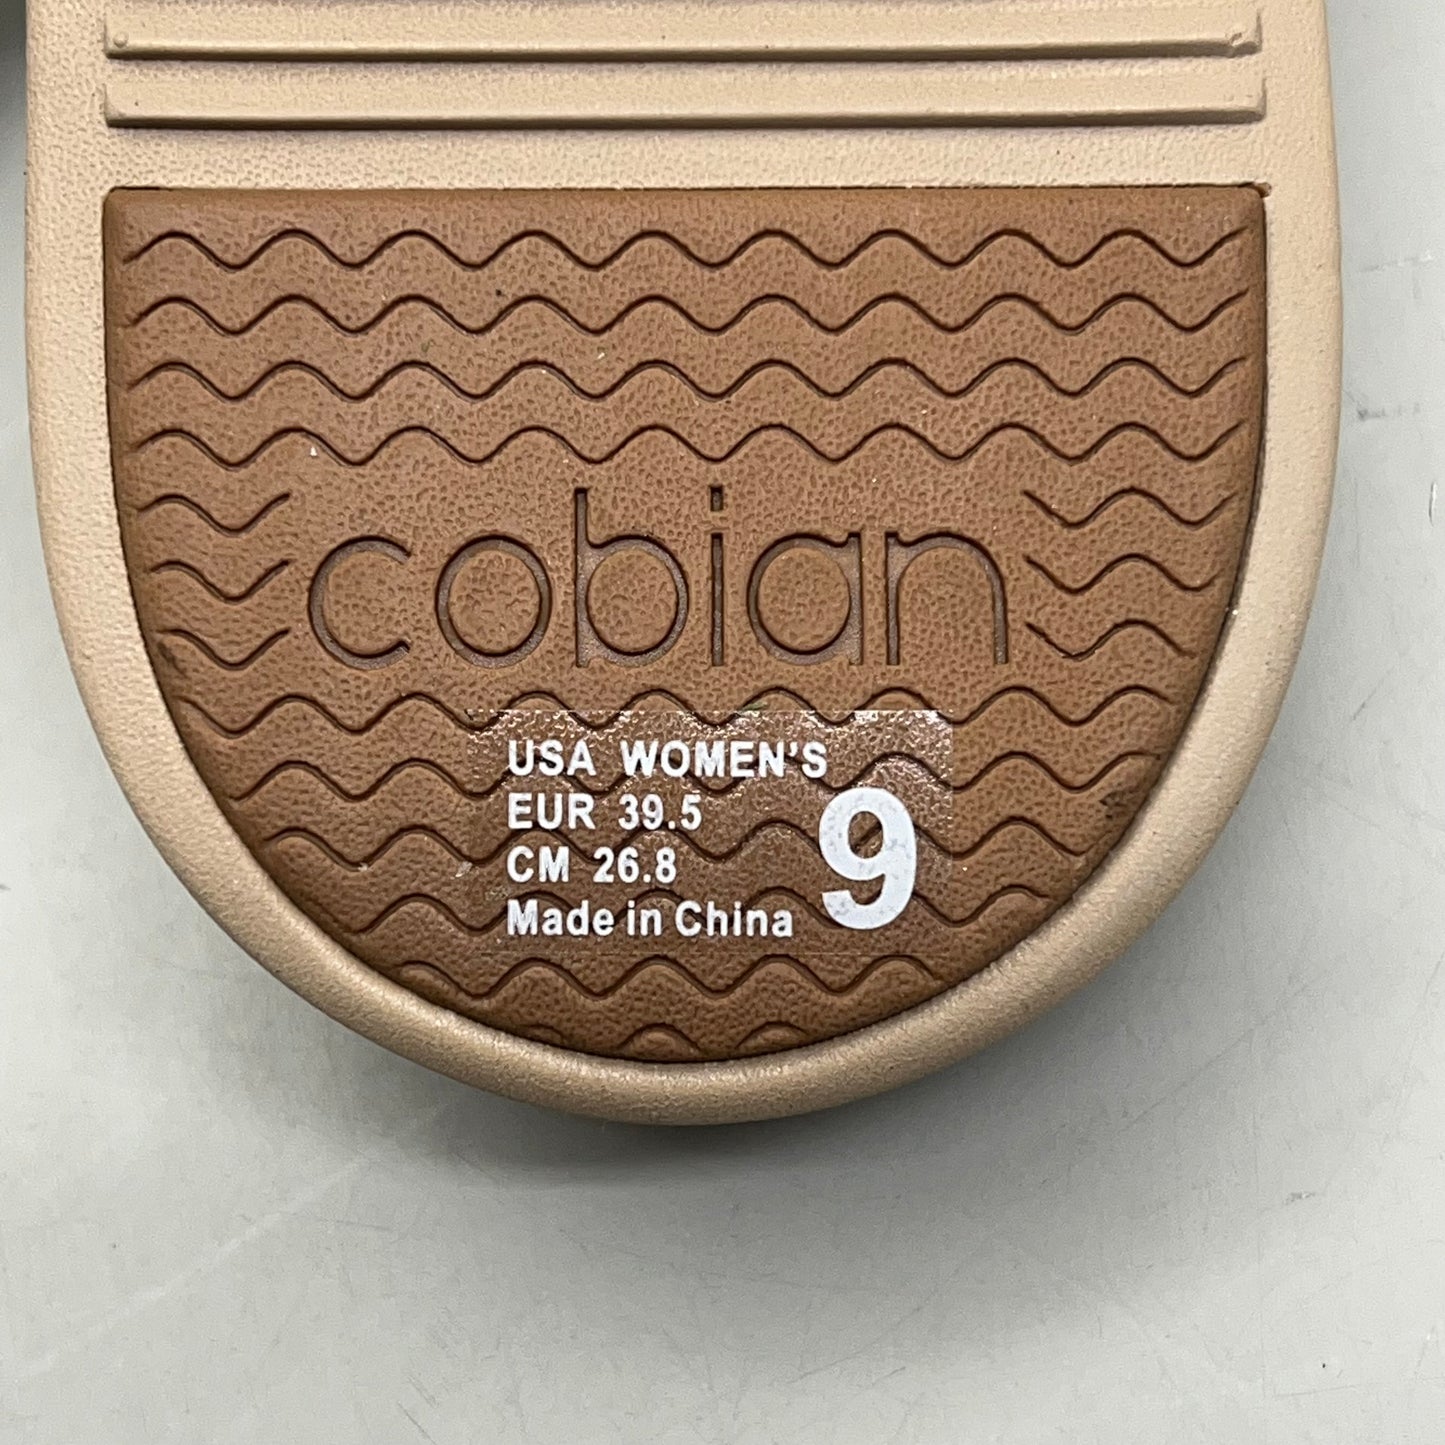 cobian
USA WOMEN'S
EUR 39.5
CM 26.8
Made in China
9